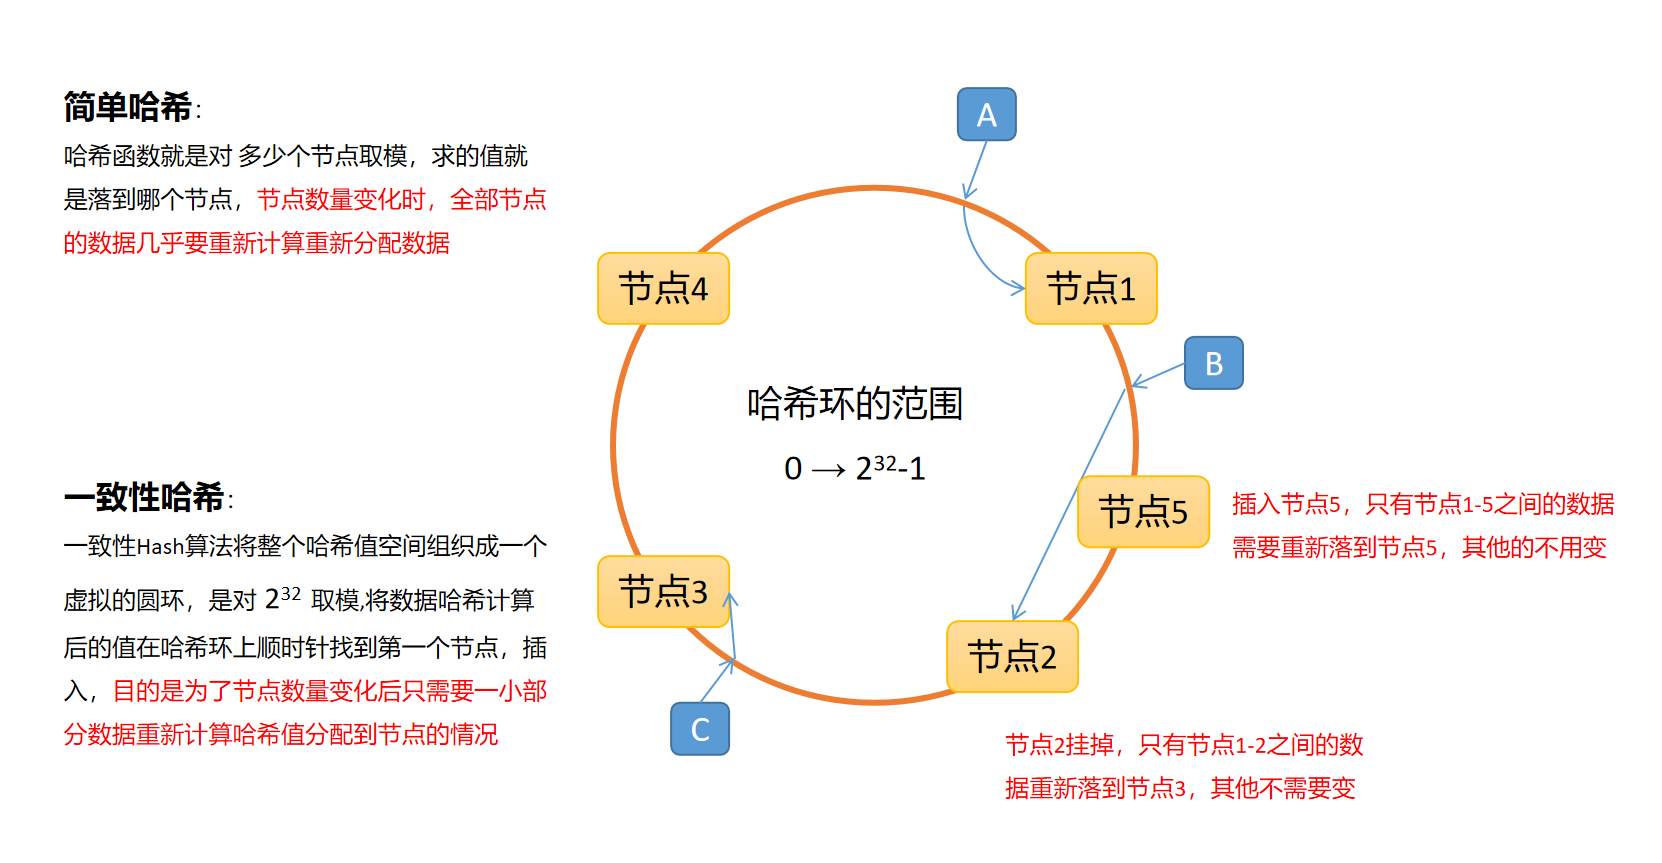 简单哈希：
哈希函数就是对 多少个节点取模，求的值就
是落到哪个节点，节点数量变化时，全部节点
的数据几乎要重新计算重新分配数据
一致性哈希：
一致性Hash算法将整个哈希值空间组织成一个
虚拟的圆环，是对 2³² 取模,将数据哈希计算
后的值在哈希环上顺时针找到第一个节点，插
入，目的是为了节点数量变化后只需要一小部
分数据重新计算哈希值分配到节点的情况
A
节点4
节点1
B
哈希环的范围
0 → 2³²-1
节点5
插入节点5，只有节点1-5之间的数据
需要重新落到节点5，其他的不用变
节点3
节点2
C
节点2挂掉，只有节点1-2之间的数
据重新落到节点3，其他不需要变